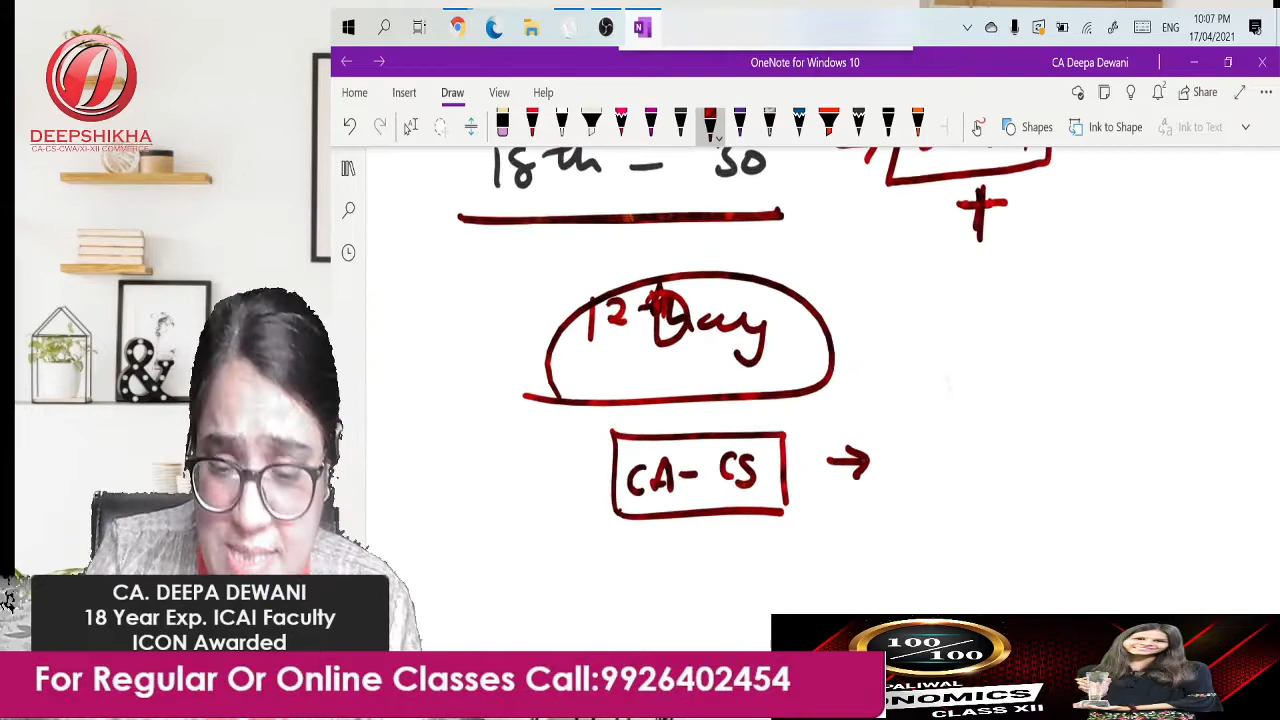 10:07 PM
ENG
17/04/2021
OneNote for Windows 10
CA Deepa Dewani
Home Insert Draw View Help
Share
Shapes
Ink to Shape
Ink to Text
DEEPSHIKHA
CA-CS-CWA/XI-XII COMMERCE
18th - 30
+
12 Day
CA - CS →
&
CA. DEEPA DEWANI
18 Year Exp. ICAI Faculty
ICON Awarded
For Regular Or Online Classes Call:9926402454
100
/100
PALIWAL
ONOMICS
CLASS XII